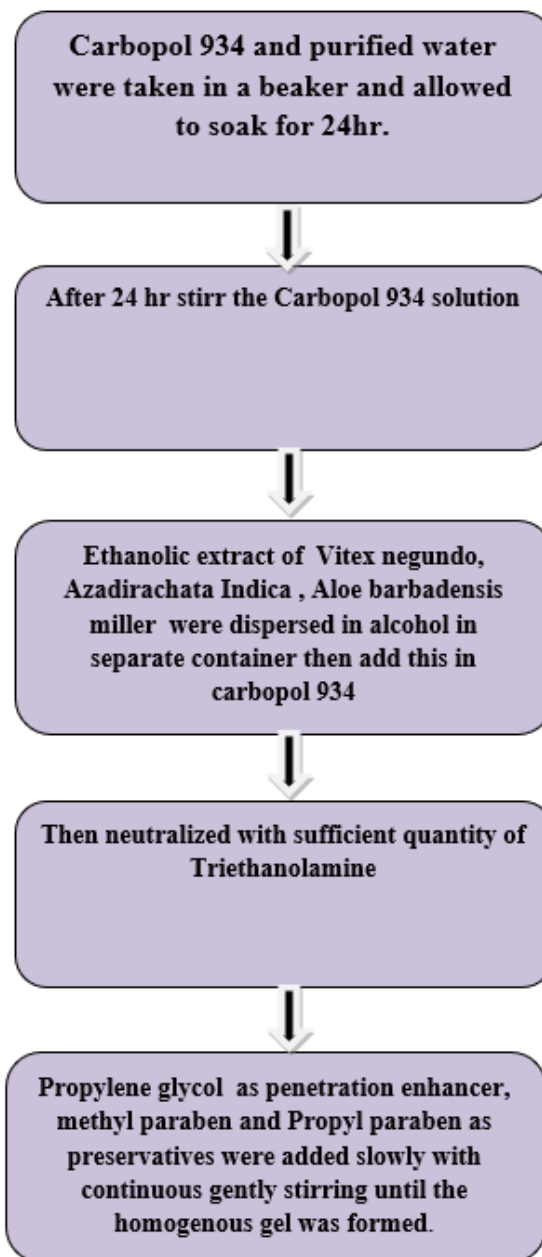 Carbopol 934 and purified water
were taken in a beaker and allowed
to soak for 24hr.
After 24 hr stirr the Carbopol 934 solution
Ethanolic extract of Vitex negundo,
Azadirachata Indica , Aloe barbadensis
miller were dispersed in alcohol in
separate container then add this in
carbopol 934
Then neutralized with sufficient quantity of
Triethanolamine
Propylene glycol as penetration enhancer,
methyl paraben and Propyl paraben as
preservatives were added slowly with
continuous gently stirring until the
homogenous gel was formed.